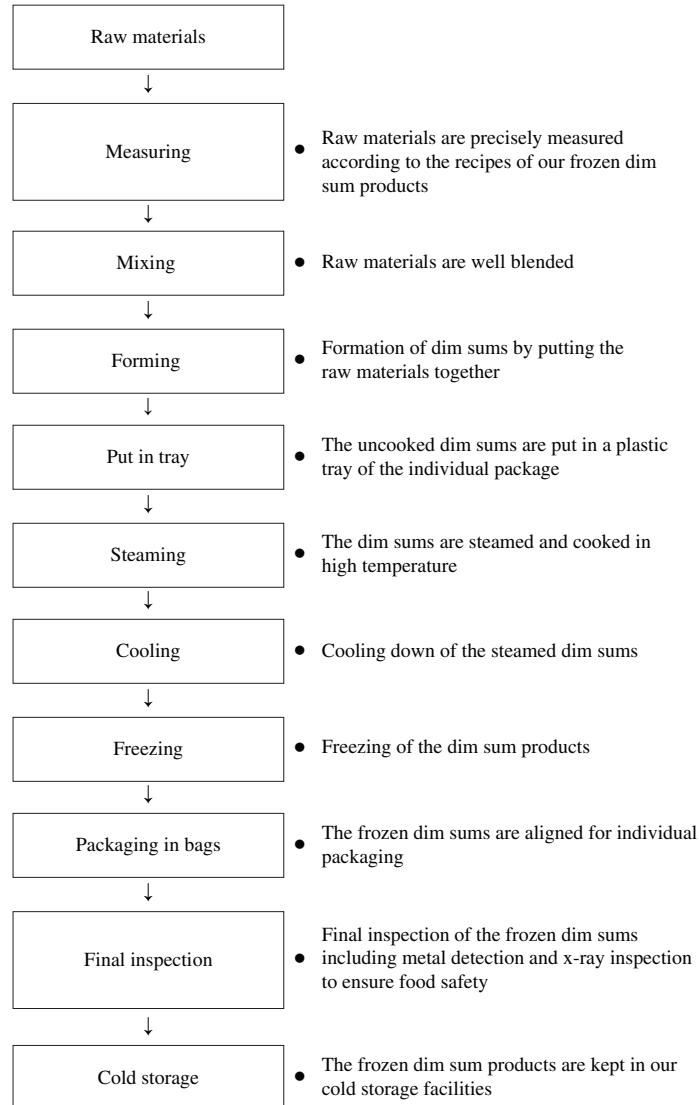 Raw materials
↓
Measuring
● Raw materials are precisely measured
according to the recipes of our frozen dim
sum products
↓
Mixing
● Raw materials are well blended
↓
Forming
● Formation of dim sums by putting the
raw materials together
↓
Put in tray
● The uncooked dim sums are put in a plastic
tray of the individual package
↓
Steaming
● The dim sums are steamed and cooked in
high temperature
↓
Cooling
● Cooling down of the steamed dim sums
↓
Freezing
● Freezing of the dim sum products
↓
Packaging in bags
● The frozen dim sums are aligned for individual
packaging
↓
Final inspection
● Final inspection of the frozen dim sums
including metal detection and x-ray inspection
to ensure food safety
↓
Cold storage
● The frozen dim sum products are kept in our
cold storage facilities